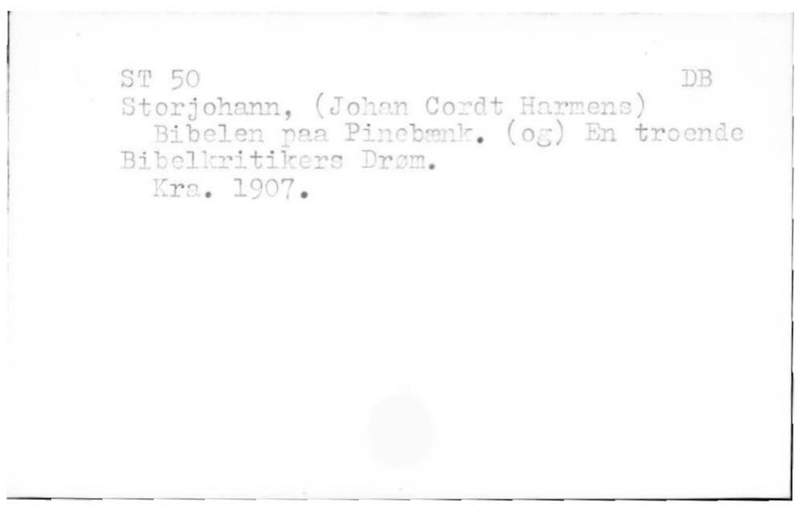 ST 50 DB
Storjohann, (Johan Cordt Harmens)
Bibelen paa Pinebænk. (og) En troende
Bibelkritikers Drøm.
Kra. 1907.